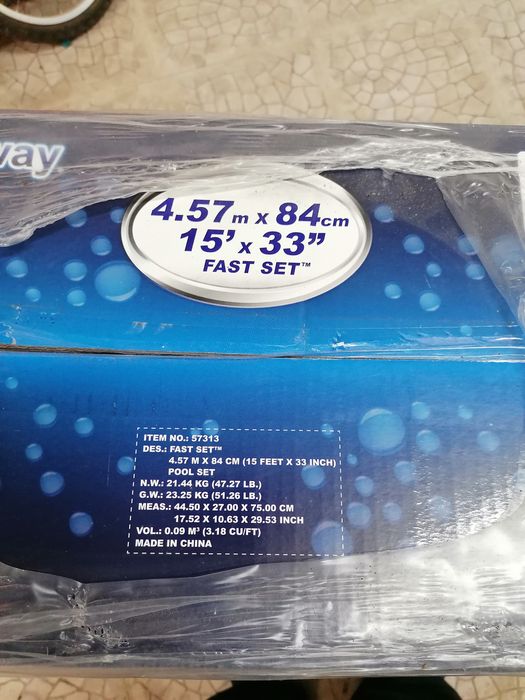 way
4.57 m X 84cm
15' X 33”
FAST SET™
ITEM NO.: 57313
DES.: FAST SET™
4.57 M X 84 CM (15 FEET X 33 INCH)
POOL SET
N.W.: 21.44 KG (47.27 LB.)
G.W.: 23.25 KG (51.26 LB.)
MEAS.: 44.50 X 27.00 X 75.00 CM
17.52 X 10.63 X 29.53 INCH
VOL.: 0.09 M³ (3.18 CU/FT)
MADE IN CHINA